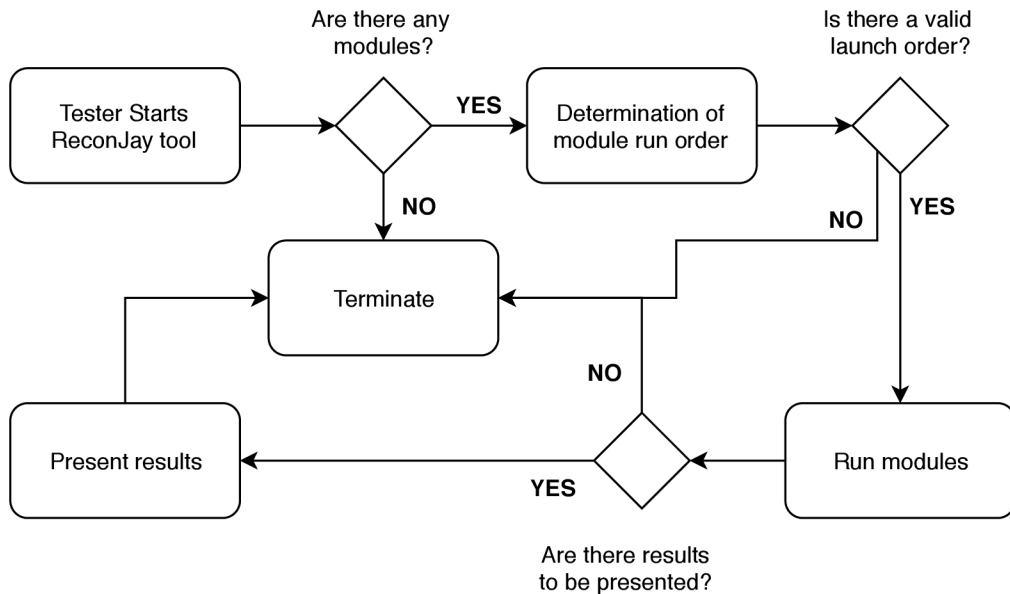 Are there any
modules?
Is there a valid
launch order?
Tester Starts
ReconJay tool
YES
Determination of
module run order
NO
NO
YES
Terminate
NO
Present results
YES
Run modules
Are there results
to be presented?